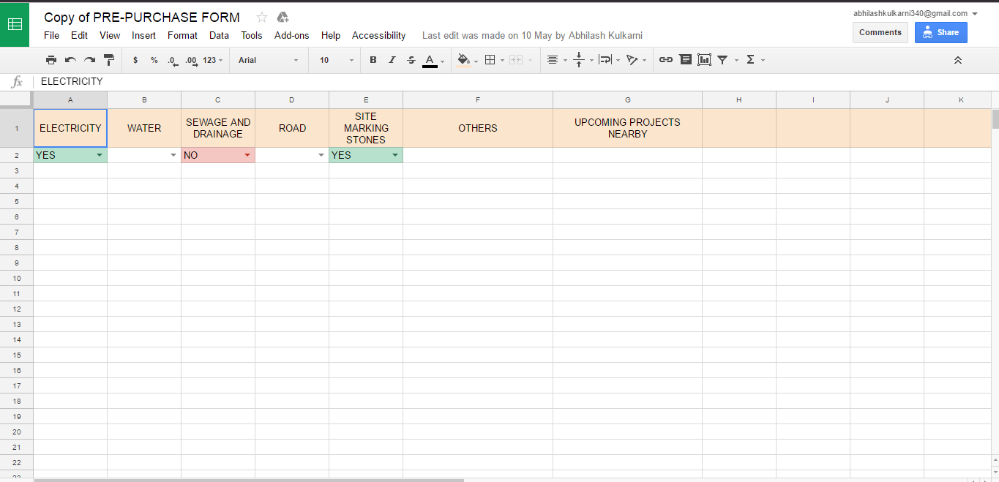 Copy of PRE-PURCHASE FORM
abhilashkulkarni340@gmail.com
File Edit View Insert Format Data Tools Add-ons Help Accessibility Last edit was made on 10 May by Abhilash Kulkarni
Comments Share
$ % .0 .00 123 Arial 10 B I S A Σ
fx ELECTRICITY
A B C D E F G H I J K
1 ELECTRICITY WATER SEWAGE AND DRAINAGE ROAD SITE MARKING STONES OTHERS UPCOMING PROJECTS NEARBY
2 YES NO YES
3
4
5
6
7
8
9
10
11
12
13
14
15
16
17
18
19
20
21
22